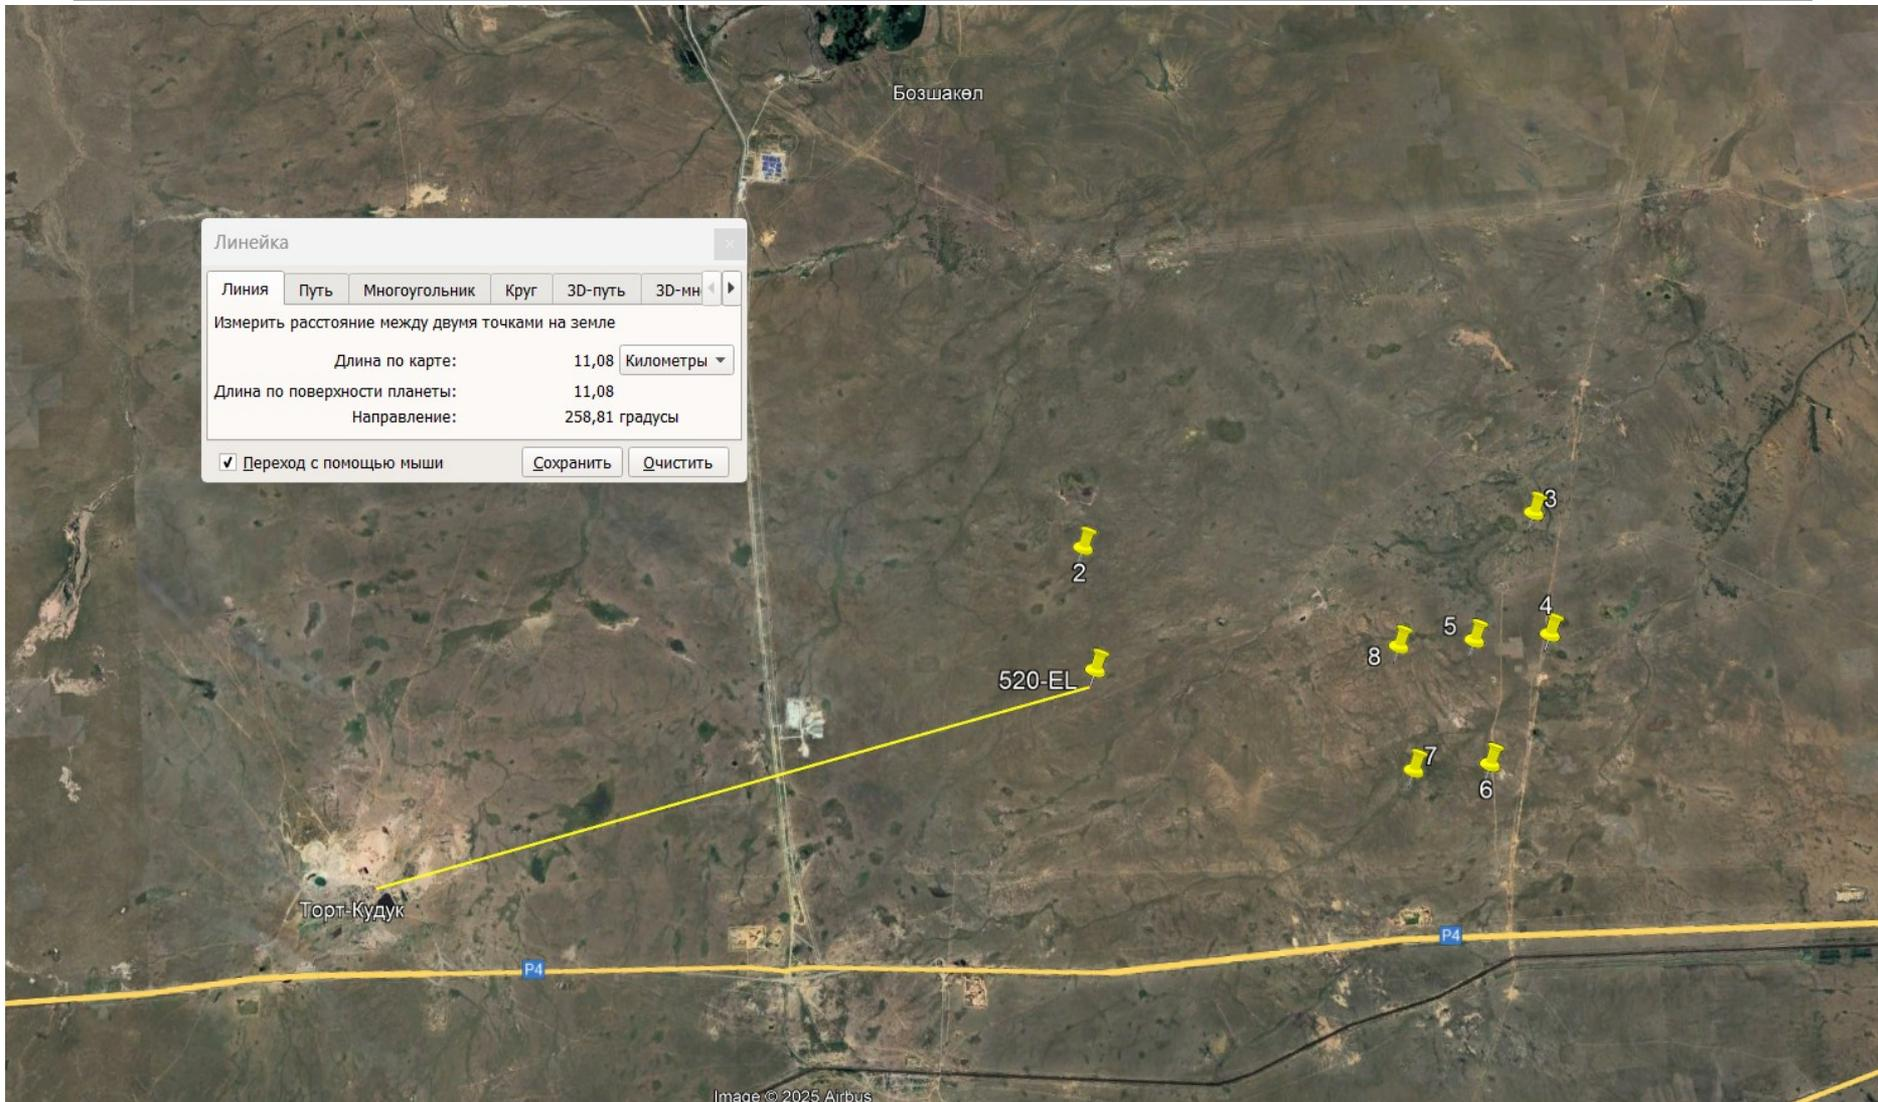 Бозшакөл
Линейка
Линия Путь Многоугольник Круг 3D-путь 3D-мн
Измерить расстояние между двумя точками на земле
Длина по карте: 11,08 Километры
Длина по поверхности планеты: 11,08
Направление: 258,81 градусы
Переход с помощью мыши Сохранить Очистить
3
2
4
5
8
520-EL
7
6
Торт-Кудук
P4
P4
Image © 2025 Airbus